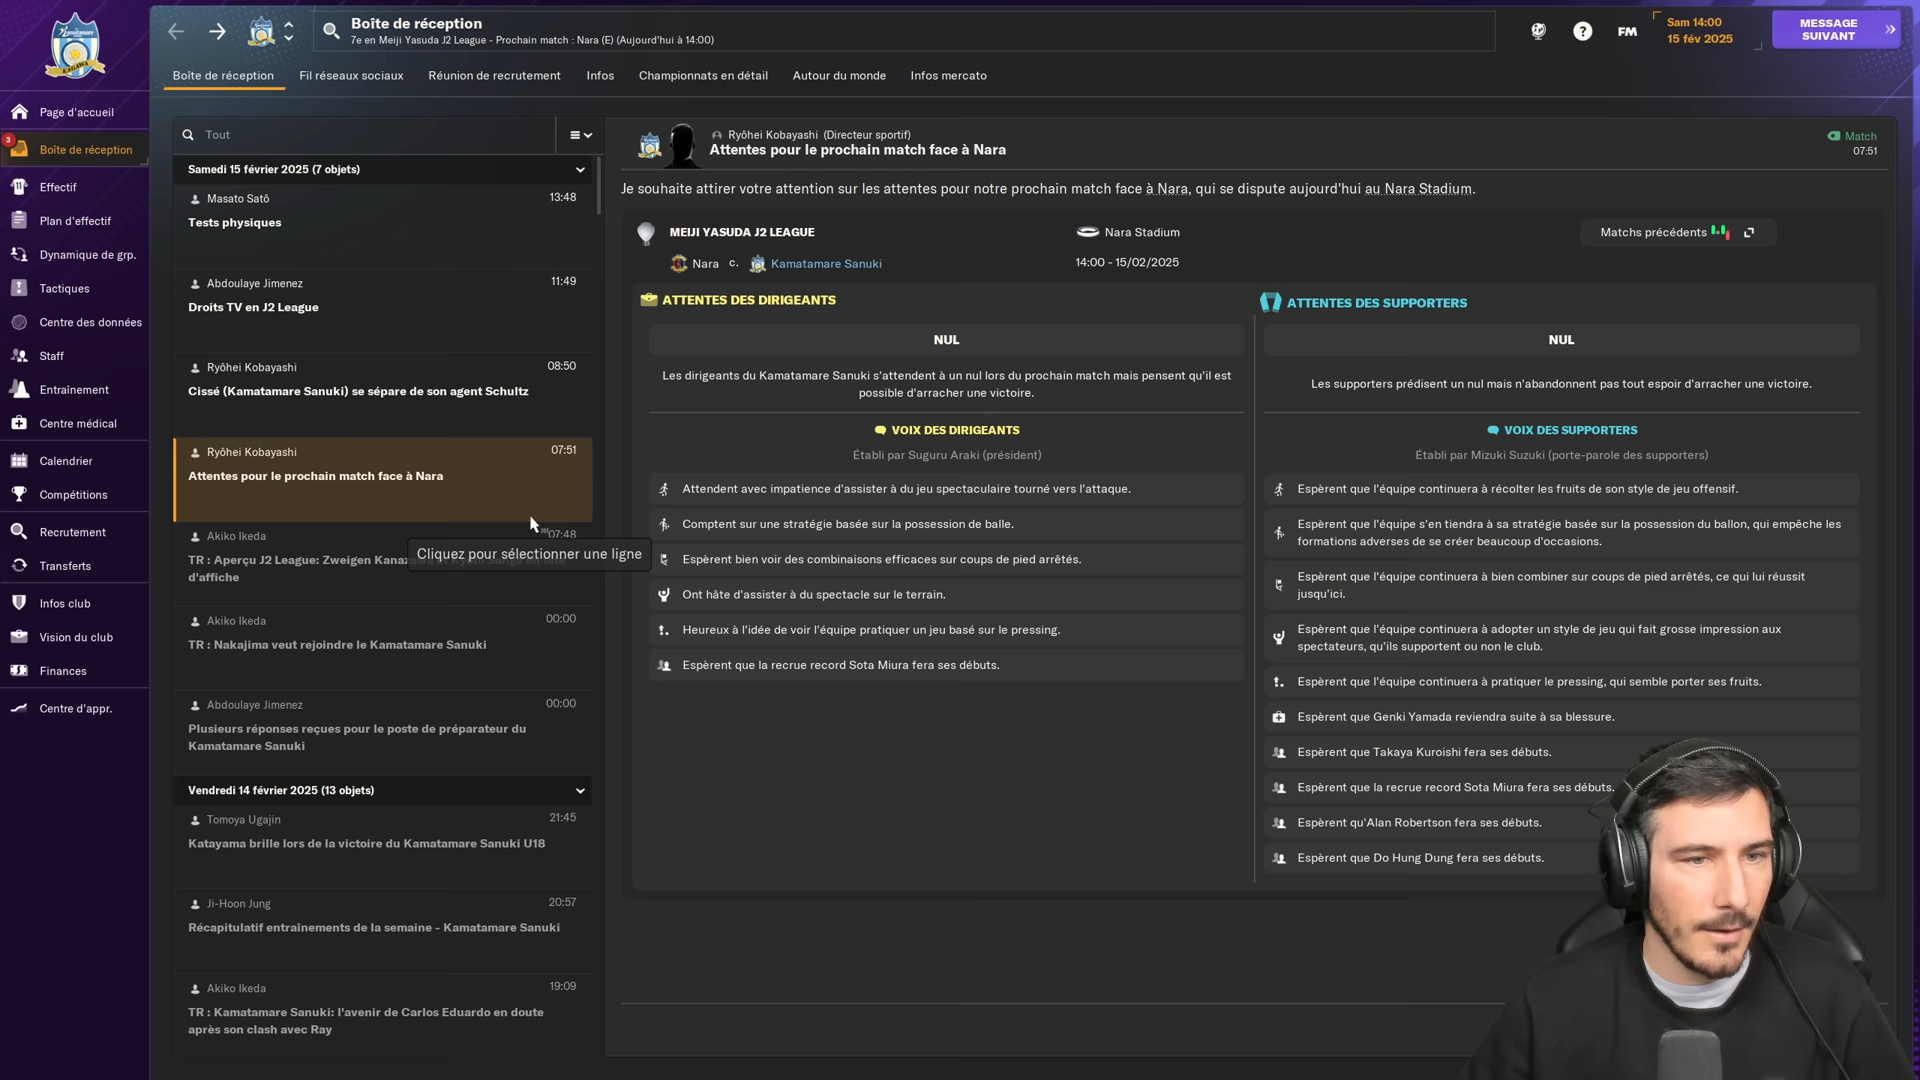 Boîte de réception
7e en Meiji Yasuda J2 League - Prochain match : Nara (E) (Aujourd'hui à 14:00)
FM
Sam 14:00
15 fév 2025
MESSAGE
SUIVANT
Boîte de réception
Fil réseaux sociaux
Réunion de recrutement
Infos
Championnats en détail
Autour du monde
Infos mercato
KAGAWA
Page d'accueil
3
Boîte de réception
Effectif
Plan d'effectif
Dynamique de grp.
Tactiques
Centre des données
Staff
Entraînement
Centre médical
Calendrier
Compétitions
Recrutement
Transferts
Infos club
Vision du club
Finances
Centre d'appr.
Tout
Samedi 15 février 2025 (7 objets)
Masato Satô
13:48
Tests physiques
Abdoulaye Jimenez
11:49
Droits TV en J2 League
Ryôhei Kobayashi
08:50
Cissé (Kamatamare Sanuki) se sépare de son agent Schultz
Ryôhei Kobayashi
07:51
Attentes pour le prochain match face à Nara
Akiko Ikeda
07:48
Cliquez pour sélectionner une ligne
TR : Aperçu J2 League: Zweigen
d'affiche
Akiko Ikeda
00:00
TR : Nakajima veut rejoindre le Kamatamare Sanuki
Abdoulaye Jimenez
00:00
Plusieurs réponses reçues pour le poste de préparateur du
Kamatamare Sanuki
Vendredi 14 février 2025 (13 objets)
Tomoya Ugajin
21:45
Katayama brille lors de la victoire du Kamatamare Sanuki U18
Ji-Hoon Jung
20:57
Récapitulatif entraînements de la semaine - Kamatamare Sanuki
Akiko Ikeda
19:09
TR : Kamatamare Sanuki: l'avenir de Carlos Eduardo en doute
après son clash avec Ray
Ryôhei Kobayashi (Directeur sportif)
Attentes pour le prochain match face à Nara
Match
07:51
Je souhaite attirer votre attention sur les attentes pour notre prochain match face à Nara, qui se dispute aujourd'hui au Nara Stadium.
MEIJI YASUDA J2 LEAGUE
Nara Stadium
Matchs précédents
Nara c. Kamatamare Sanuki
14:00 - 15/02/2025
ATTENTES DES DIRIGEANTS
NUL
Les dirigeants du Kamatamare Sanuki s'attendent à un nul lors du prochain match mais pensent qu'il est
possible d'arracher une victoire.
VOIX DES DIRIGEANTS
Établi par Suguru Araki (président)
Attendent avec impatience d'assister à du jeu spectaculaire tourné vers l'attaque.
Comptent sur une stratégie basée sur la possession de balle.
Espèrent bien voir des combinaisons efficaces sur coups de pied arrêtés.
Ont hâte d'assister à du spectacle sur le terrain.
Heureux à l'idée de voir l'équipe pratiquer un jeu basé sur le pressing.
Espèrent que la recrue record Sota Miura fera ses débuts.
ATTENTES DES SUPPORTERS
NUL
Les supporters prédisent un nul mais n'abandonnent pas tout espoir d'arracher une victoire.
VOIX DES SUPPORTERS
Établi par Mizuki Suzuki (porte-parole des supporters)
Espèrent que l'équipe continuera à récolter les fruits de son style de jeu offensif.
Espèrent que l'équipe s'en tiendra à sa stratégie basée sur la possession du ballon, qui empêche les
formations adverses de se créer beaucoup d'occasions.
Espèrent que l'équipe continuera à bien combiner sur coups de pied arrêtés, ce qui lui réussit
jusqu'ici.
Espèrent que l'équipe continuera à adopter un style de jeu qui fait grosse impression aux
spectateurs, qu'ils supportent ou non le club.
Espèrent que l'équipe continuera à pratiquer le pressing, qui semble porter ses fruits.
Espèrent que Genki Yamada reviendra suite à sa blessure.
Espèrent que Takaya Kuroishi fera ses débuts.
Espèrent que la recrue record Sota Miura fera ses débuts.
Espèrent qu'Alan Robertson fera ses débuts.
Espèrent que Do Hung Dung fera ses débuts.